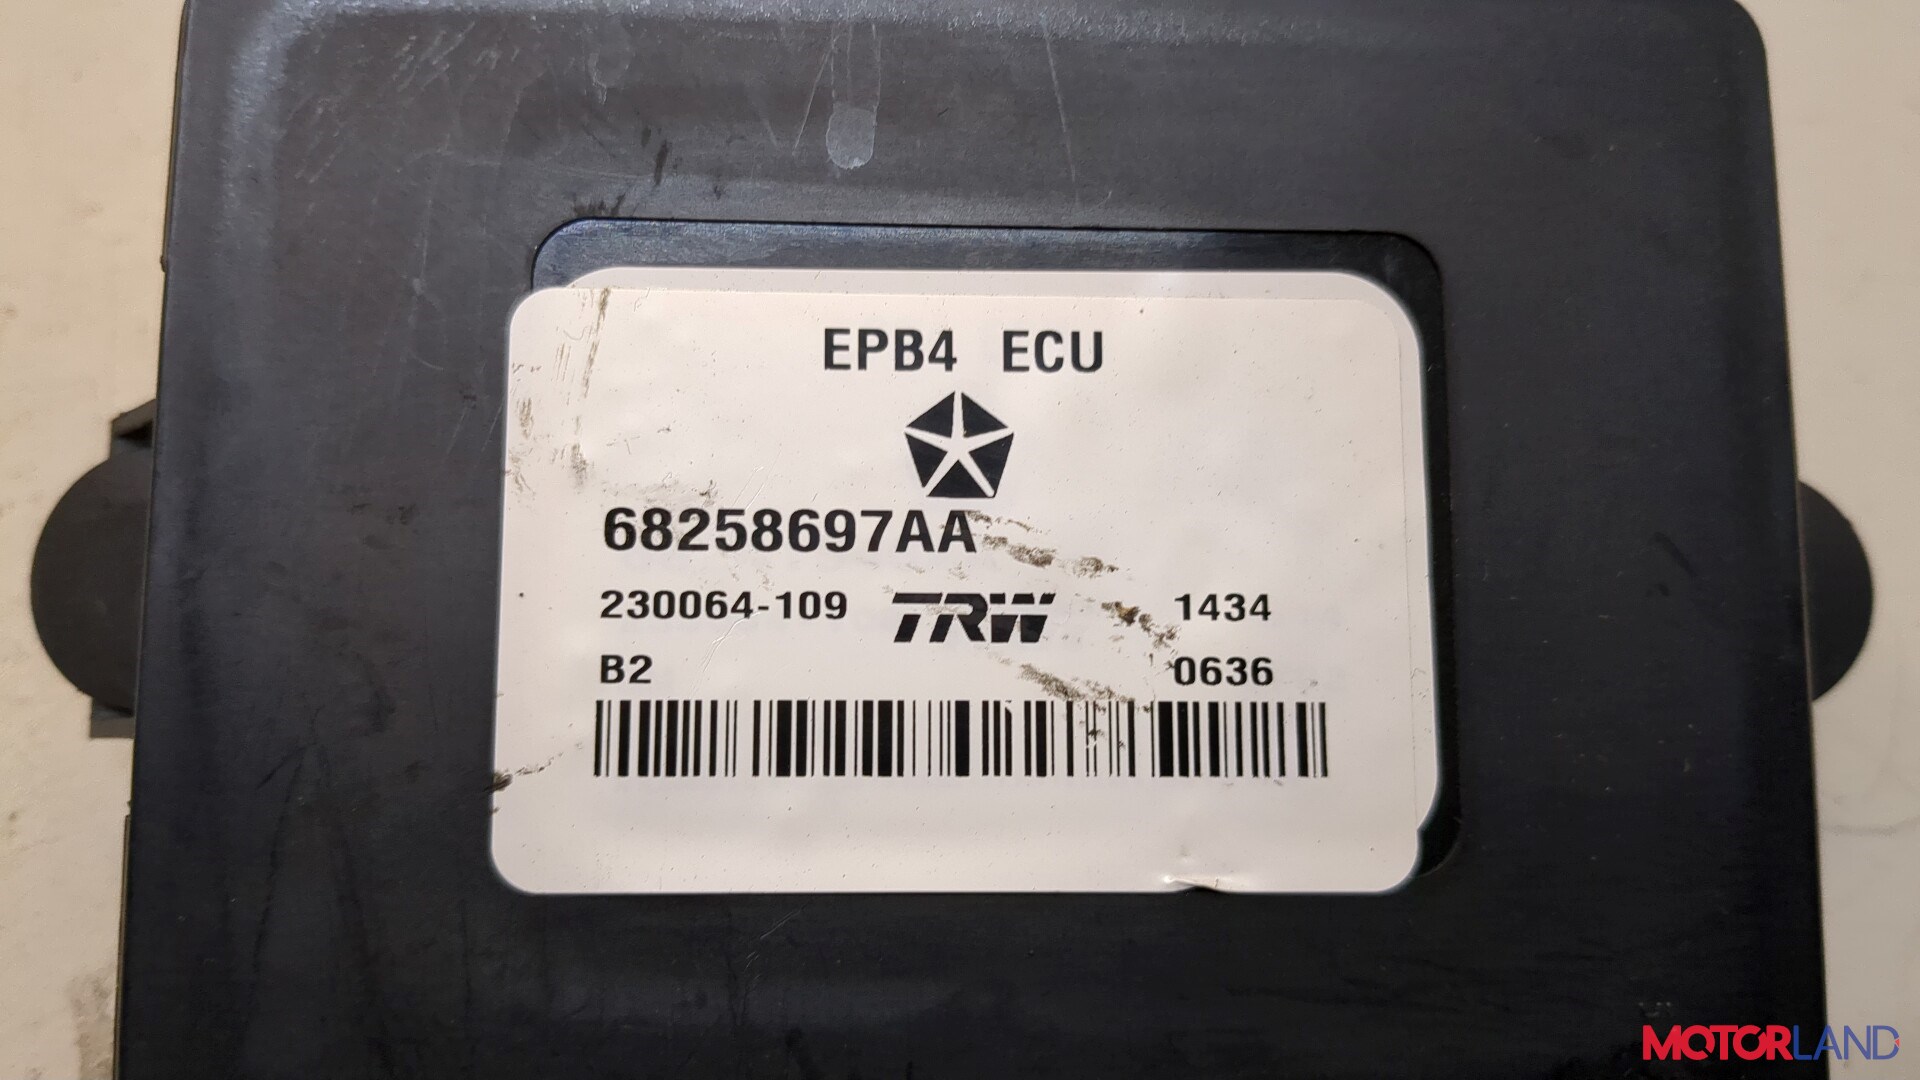 EPB4 ECU
68258697AA
230064-109 TRW 1434
B2 0636
MOTORLAND